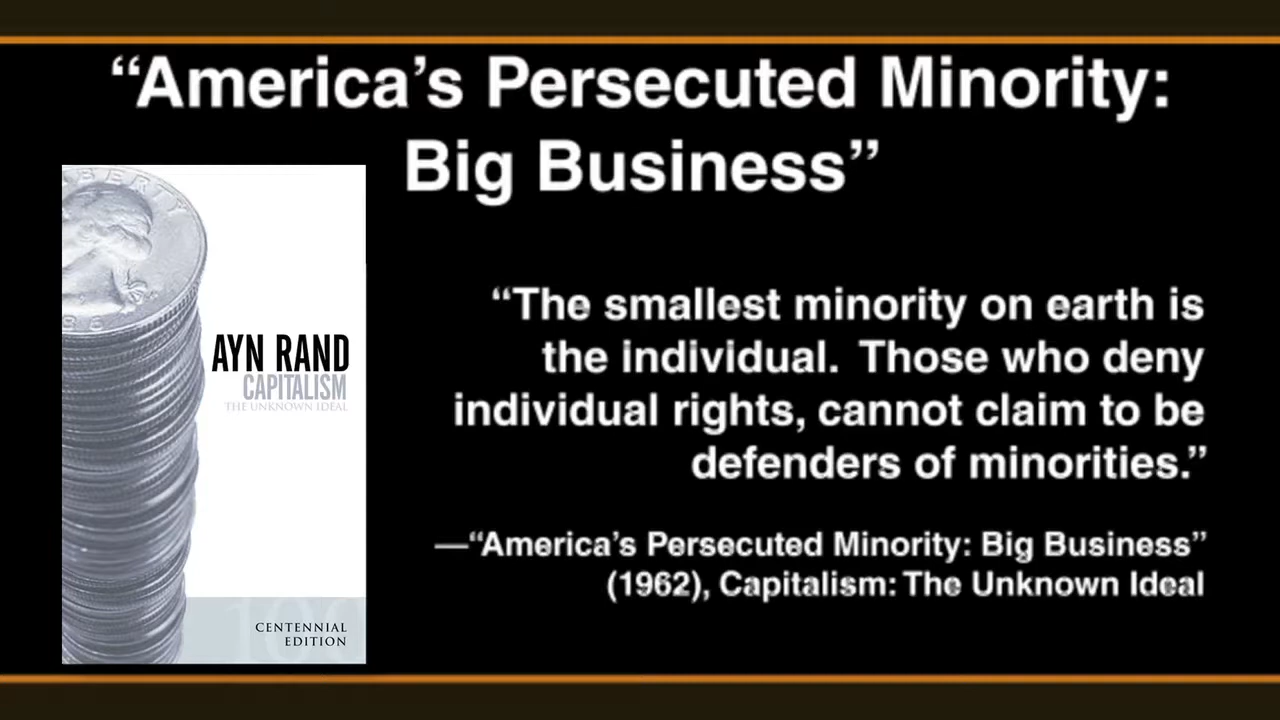 “America’s Persecuted Minority:
Big Business”
LIBERTY
AYN RAND
CAPITALISM
THE UNKNOWN IDEAL
100
CENTENNIAL
EDITION
“The smallest minority on earth is
the individual. Those who deny
individual rights, cannot claim to be
defenders of minorities.”
—“America’s Persecuted Minority: Big Business”
(1962), Capitalism: The Unknown Ideal